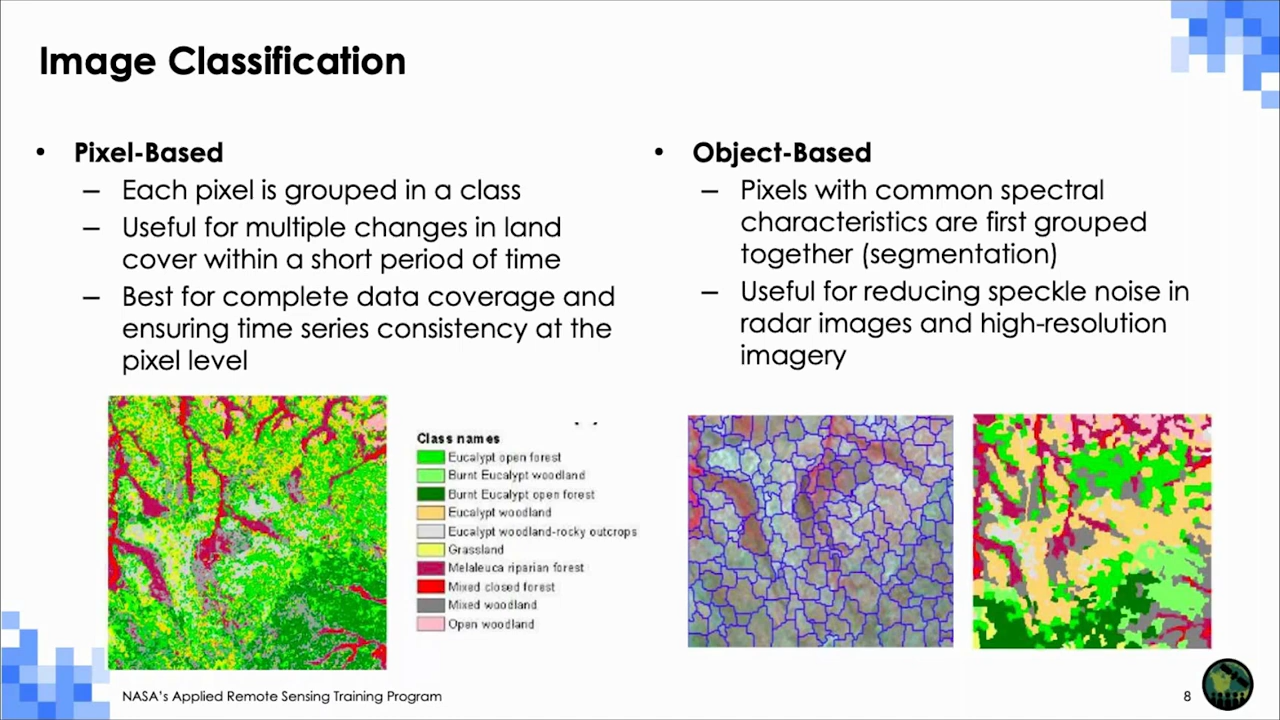 Image Classification
• Pixel-Based
– Each pixel is grouped in a class
– Useful for multiple changes in land
cover within a short period of time
– Best for complete data coverage and
ensuring time series consistency at the
pixel level
• Object-Based
– Pixels with common spectral
characteristics are first grouped
together (segmentation)
– Useful for reducing speckle noise in
radar images and high-resolution
imagery
Class names
Eucalypt open forest
Burnt Eucalypt woodland
Burnt Eucalypt open forest
Eucalypt woodland
Eucalypt woodland-rocky outcrops
Grassland
Melaleuca riparian forest
Mixed closed forest
Mixed woodland
Open woodland
NASA's Applied Remote Sensing Training Program
8